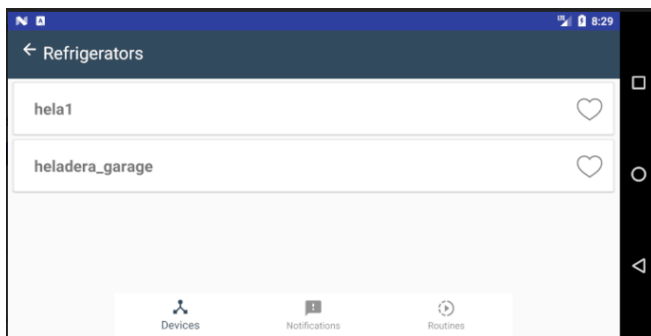 8:29
Refrigerators
hela1
heladera_garage
Devices
Notifications
Routines